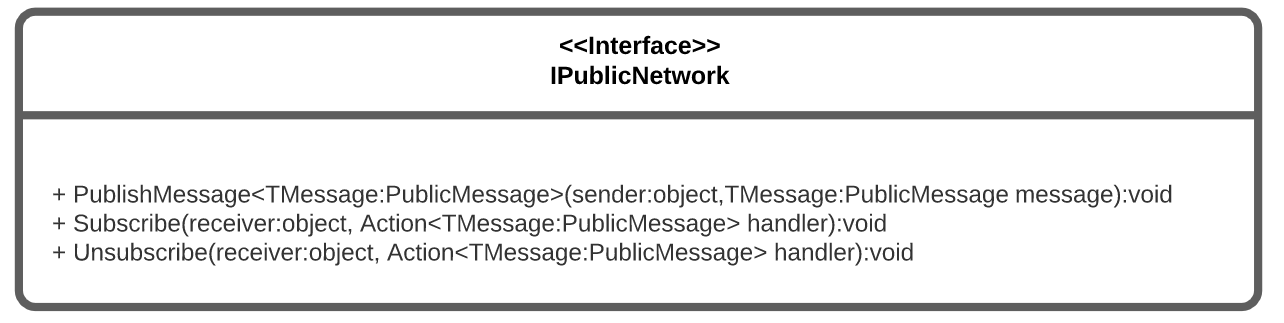 <<Interface>>
IPublicNetwork
+ PublishMessage<TMessage:PublicMessage>(sender:object,TMessage:PublicMessage message):void
+ Subscribe(receiver:object, Action<TMessage:PublicMessage> handler):void
+ Unsubscribe(receiver:object, Action<TMessage:PublicMessage> handler):void